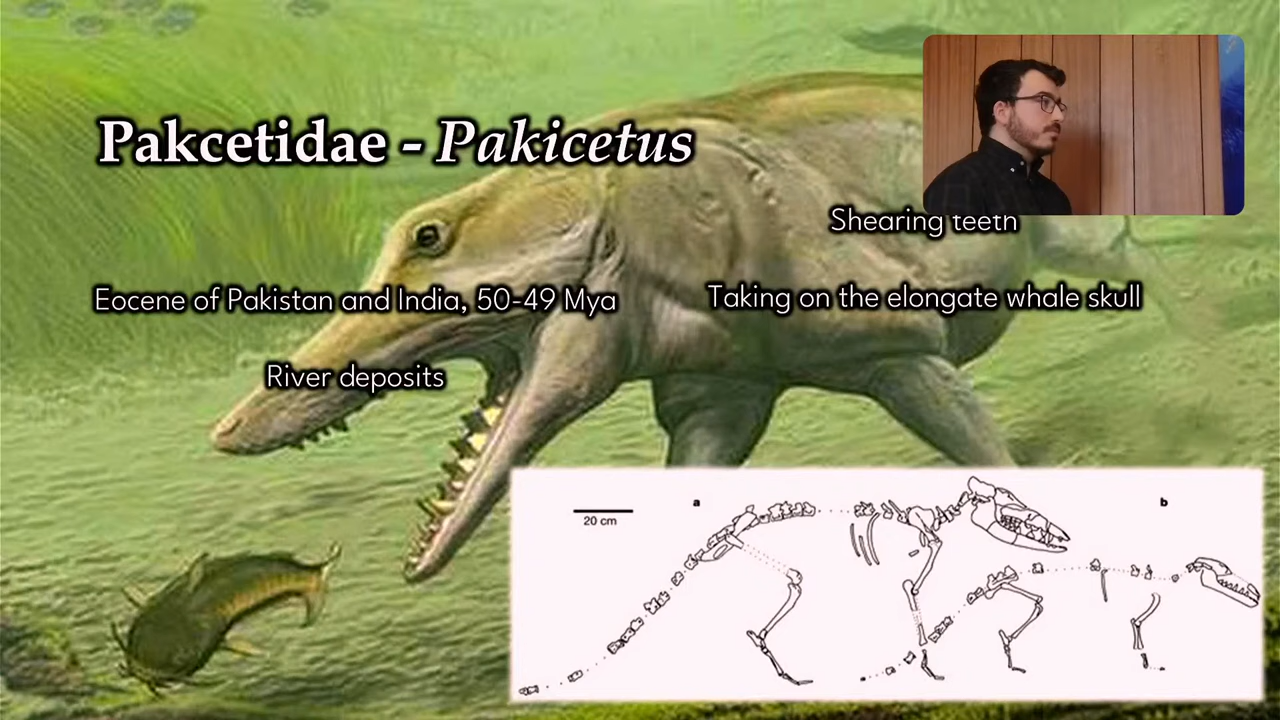 Pakcetidae - Pakicetus
Shearing teeth
Eocene of Pakistan and India, 50-49 Mya
Taking on the elongate whale skull
River deposits
a
b
20 cm